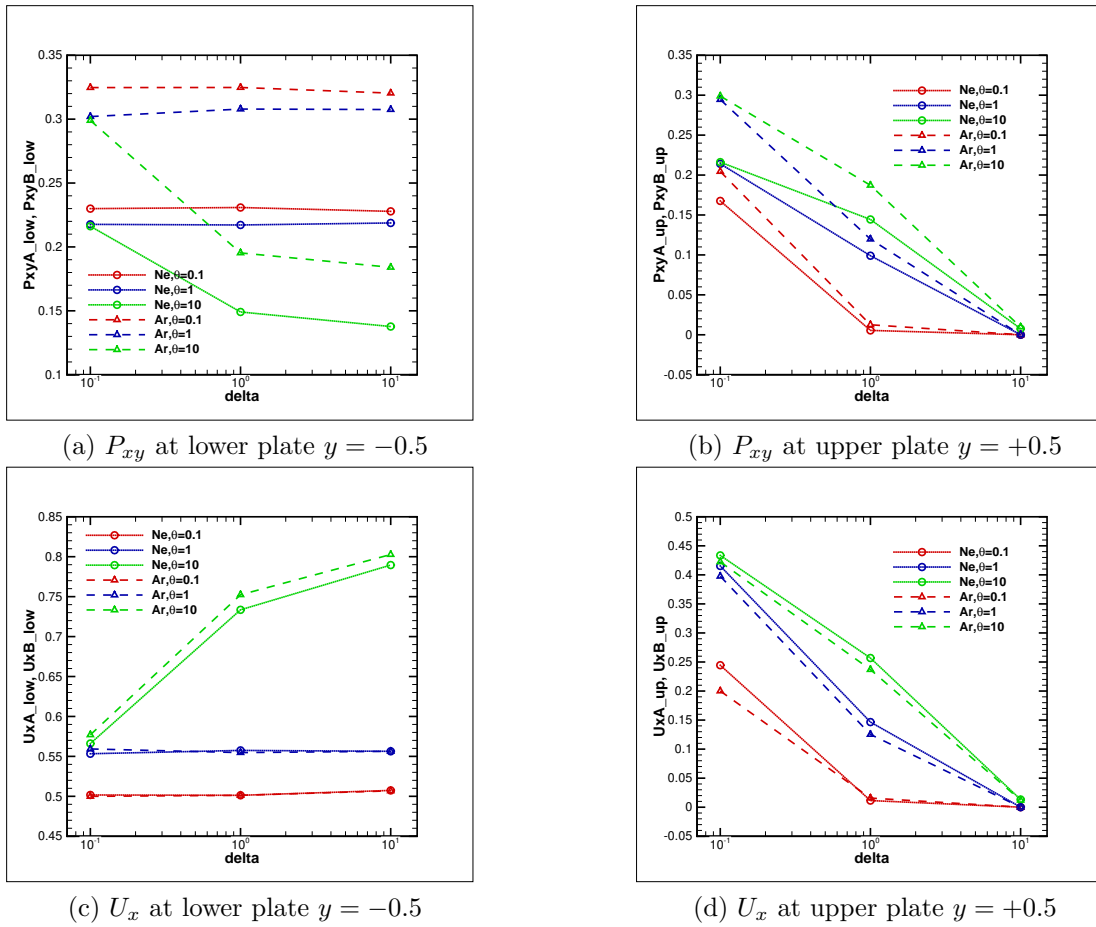 0.35
0.3
0.25
0.2
0.15
0.1
PxyA_low, PxyB_low
Ne,θ=0.1
Ne,θ=1
Ne,θ=10
Ar,θ=0.1
Ar,θ=1
Ar,θ=10
10⁻¹ 10⁰ 10¹
delta
(a) Pxy at lower plate y = −0.5
0.35
0.3
0.25
0.2
0.15
0.1
0.05
0
-0.05
PxyA_up, PxyB_up
Ne,θ=0.1
Ne,θ=1
Ne,θ=10
Ar,θ=0.1
Ar,θ=1
Ar,θ=10
10⁻¹ 10⁰ 10¹
delta
(b) Pxy at upper plate y = +0.5
0.85
0.8
0.75
0.7
0.65
0.6
0.55
0.5
0.45
UxA_low, UxB_low
Ne,θ=0.1
Ne,θ=1
Ne,θ=10
Ar,θ=0.1
Ar,θ=1
Ar,θ=10
10⁻¹ 10⁰ 10¹
delta
(c) Ux at lower plate y = −0.5
0.5
0.45
0.4
0.35
0.3
0.25
0.2
0.15
0.1
0.05
0
-0.05
UxA_up, UxB_up
Ne,θ=0.1
Ne,θ=1
Ne,θ=10
Ar,θ=0.1
Ar,θ=1
Ar,θ=10
10⁻¹ 10⁰ 10¹
delta
(d) Ux at upper plate y = +0.5